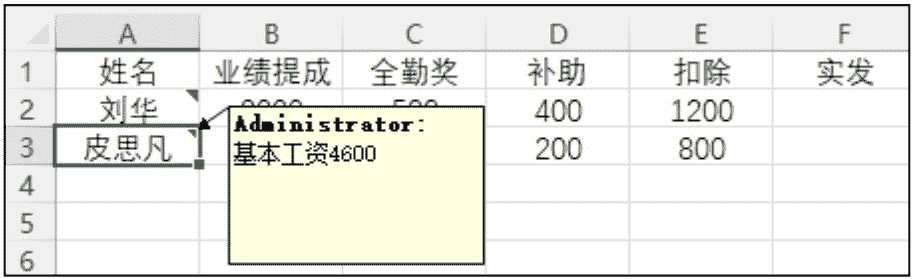 A B C D E F
1 姓名 业绩提成 全勤奖 补助 扣除 实发
2 刘华 400 1200
Administrator:
3 皮思凡 200 800
基本工资4600
4
5
6